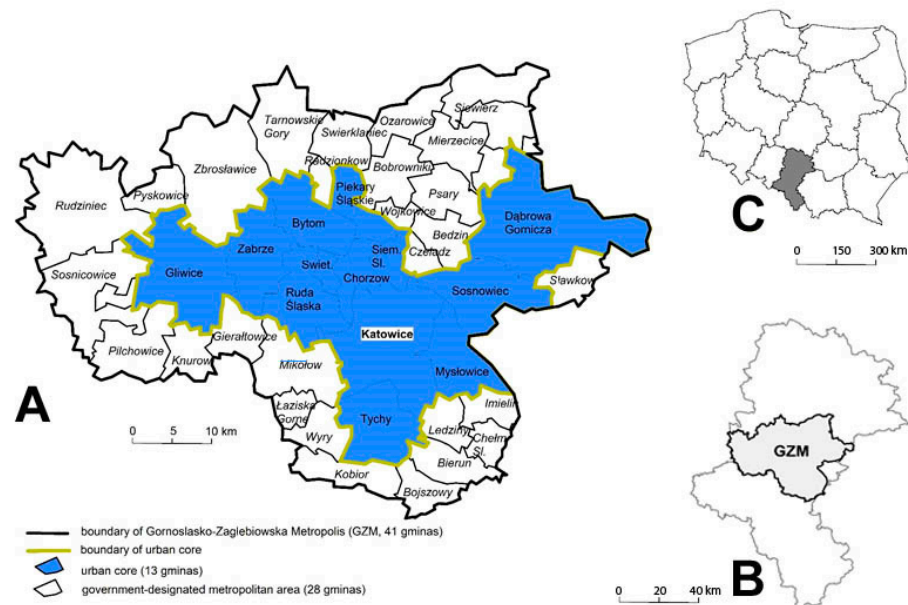 Siewierz
Tarnowskie
Gory
Ozarowice
Swierklaniec
Mierzecice
Zbrosławice
Radzionkow
Bobrowniki
Pyskowice
Piekary
Śląskie
Psary
Rudziniec
Wojkowice
Dąbrowa
Gornicza
Bytom
Bedzin
Zabrze
Siem.
Sl.
Czeladz
Sosnicowice
Gliwice
Swiet.
Chorzow
Sławkow
Sosnowiec
Ruda
Śląska
Katowice
Gierałtowice
Pilchowice
Knurow
Mikołow
Mysłowice
Łaziska
Gorne
Tychy
Imielin
Wyry
Ledziny
Chełm
Sl.
Kobior
Bierun
Bojszowy
A
0 5 10 km
boundary of Gornoslasko-Zaglebiowska Metropolis (GZM, 41 gminas)
boundary of urban core
urban core (13 gminas)
government-designated metropolitan area (28 gminas)
C
0 150 300 km
GZM
B
0 20 40 km